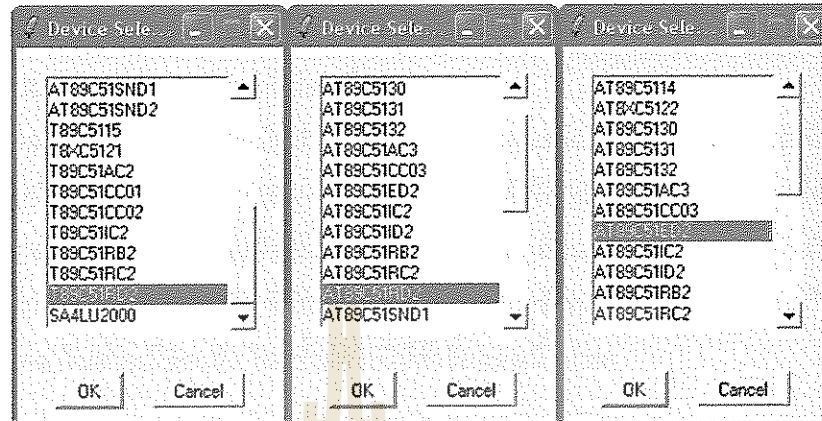 Device Sele...
AT89C51SND1
AT89C51SND2
T89C5115
T8XC5121
T89C51AC2
T89C51CC01
T89C51CC02
T89C51IC2
T89C51RB2
T89C51RC2
T89C51RD2
SA4LU2000
OK Cancel
Device Sele...
AT89C5130
AT89C5131
AT89C5132
AT89C51AC3
AT89C51CC03
AT89C51ED2
AT89C51IC2
AT89C51ID2
AT89C51RB2
AT89C51RC2
AT89C51SND1
OK Cancel
Device Sele...
AT89C5114
AT8XC5122
AT89C5130
AT89C5131
AT89C5132
AT89C51AC3
AT89C51CC03
AT89C51IC2
AT89C51ID2
AT89C51RB2
AT89C51RC2
OK Cancel